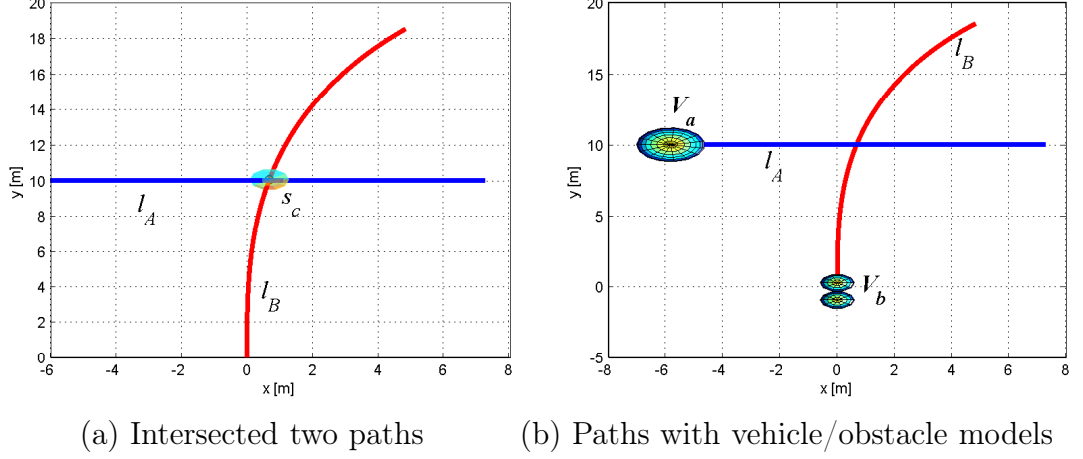 20
18
16
14
12
10
8
6
4
2
0
y [m]
-6 -4 -2 0 2 4 6 8
x [m]
l_A
l_B
s_c
20
15
10
5
0
-5
y [m]
-8 -6 -4 -2 0 2 4 6 8
x [m]
V_a
l_A
l_B
V_b
(a) Intersected two paths
(b) Paths with vehicle/obstacle models